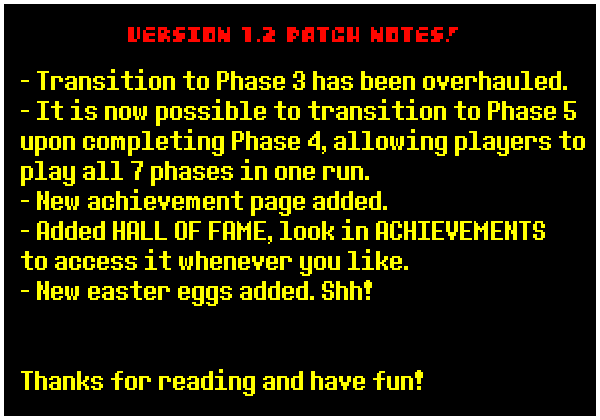 VERSION 1.2 PATCH NOTES!
- Transition to Phase 3 has been overhauled.
- It is now possible to transition to Phase 5
upon completing Phase 4, allowing players to
play all 7 phases in one run.
- New achievement page added.
- Added HALL OF FAME, look in ACHIEVEMENTS
to access it whenever you like.
- New easter eggs added. Shh!
Thanks for reading and have fun!